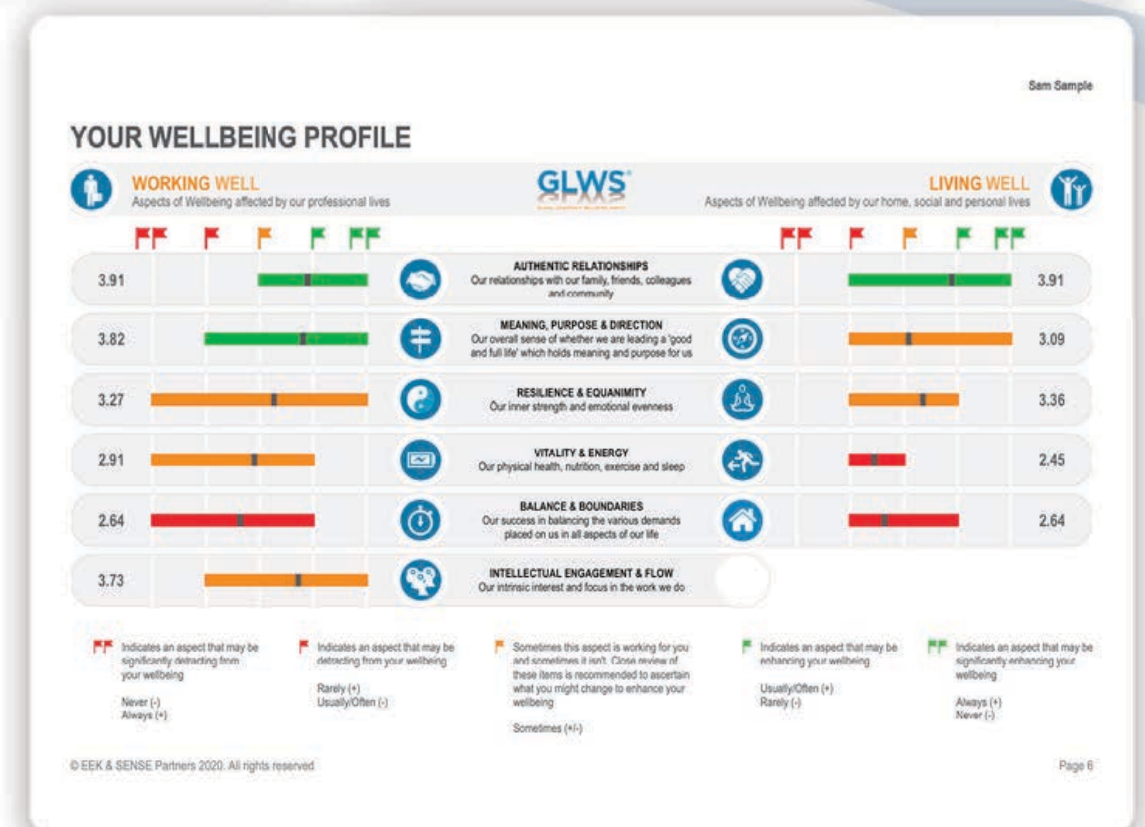 Sam Sample
YOUR WELLBEING PROFILE
WORKING WELL
Aspects of Wellbeing affected by our professional lives
GLWS®
LIVING WELL
Aspects of Wellbeing affected by our home, social and personal lives
3.91
AUTHENTIC RELATIONSHIPS
Our relationships with our family, friends, colleagues
and community
3.91
3.82
MEANING, PURPOSE & DIRECTION
Our overall sense of whether we are leading a 'good
and full life' which holds meaning and purpose for us
3.09
3.27
RESILIENCE & EQUANIMITY
Our inner strength and emotional evenness
3.36
2.91
VITALITY & ENERGY
Our physical health, nutrition, exercise and sleep
2.45
2.64
BALANCE & BOUNDARIES
Our success in balancing the various demands
placed on us in all aspects of our life
2.64
3.73
INTELLECTUAL ENGAGEMENT & FLOW
Our intrinsic interest and focus in the work we do
Indicates an aspect that may be
significantly detracting from
your wellbeing
Never (-)
Always (+)
Indicates an aspect that may be
detracting from your wellbeing
Rarely (+)
Usually/Often (-)
Sometimes this aspect is working for you
and sometimes it isn't. Close review of
these items is recommended to ascertain
what you might change to enhance your
wellbeing
Sometimes (+/-)
Indicates an aspect that may be
enhancing your wellbeing
Usually/Often (+)
Rarely (-)
Indicates an aspect that may be
significantly enhancing your
wellbeing
Always (+)
Never (-)
© EEK & SENSE Partners 2020. All rights reserved
Page 6